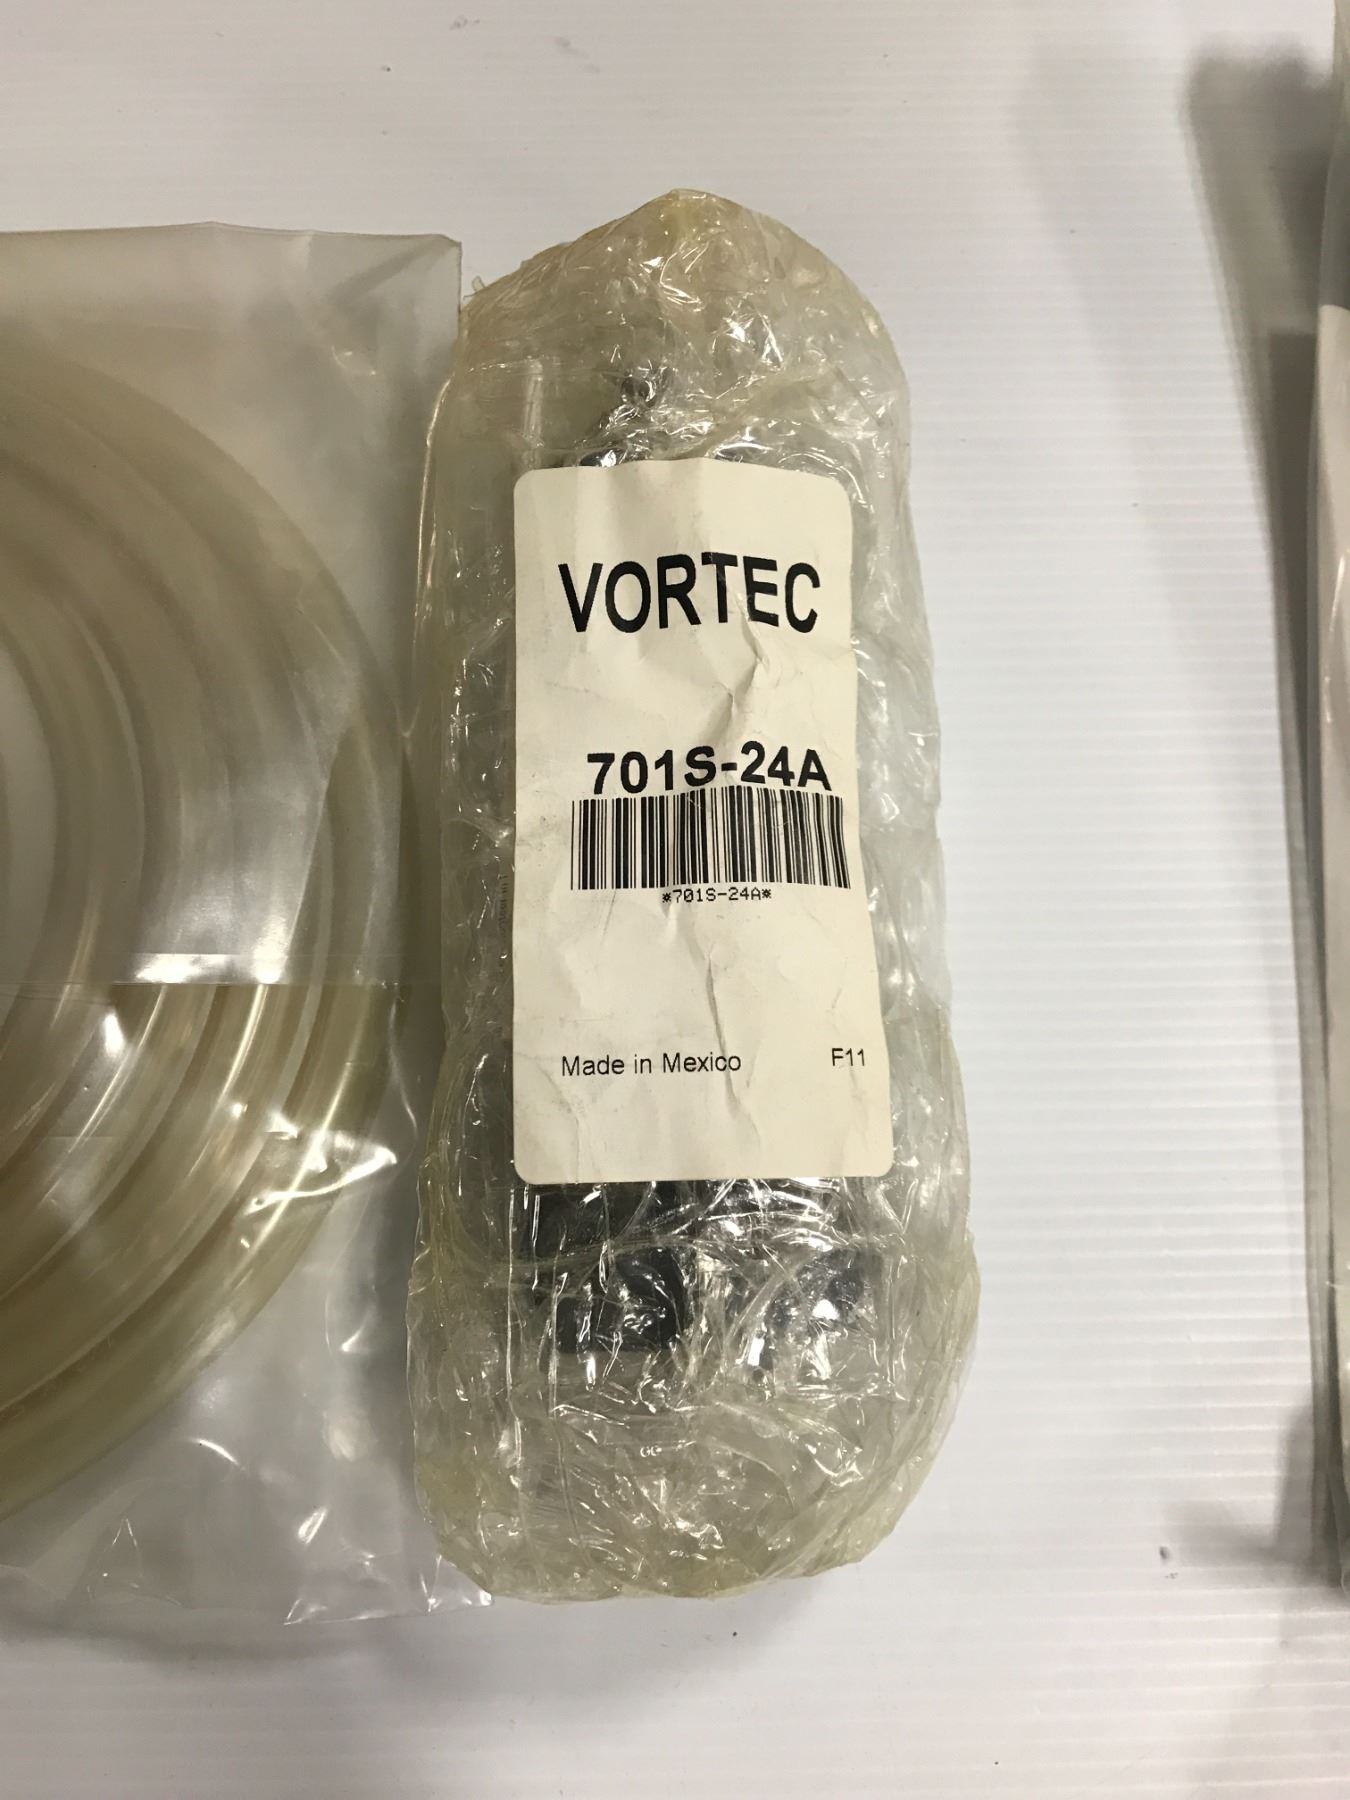 VORTEC
701S-24A
*701S-24A*
Made in Mexico F11